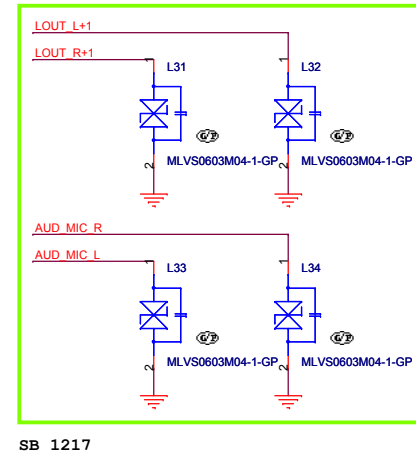 LOUT_L+1
LOUT_R+1
1 L31 1 L32
G/P G/P
2 MLVS0603M04-1-GP 2 MLVS0603M04-1-GP
AUD_MIC_R
AUD_MIC_L
1 L33 1 L34
G/P G/P
2 MLVS0603M04-1-GP 2 MLVS0603M04-1-GP
SB 1217